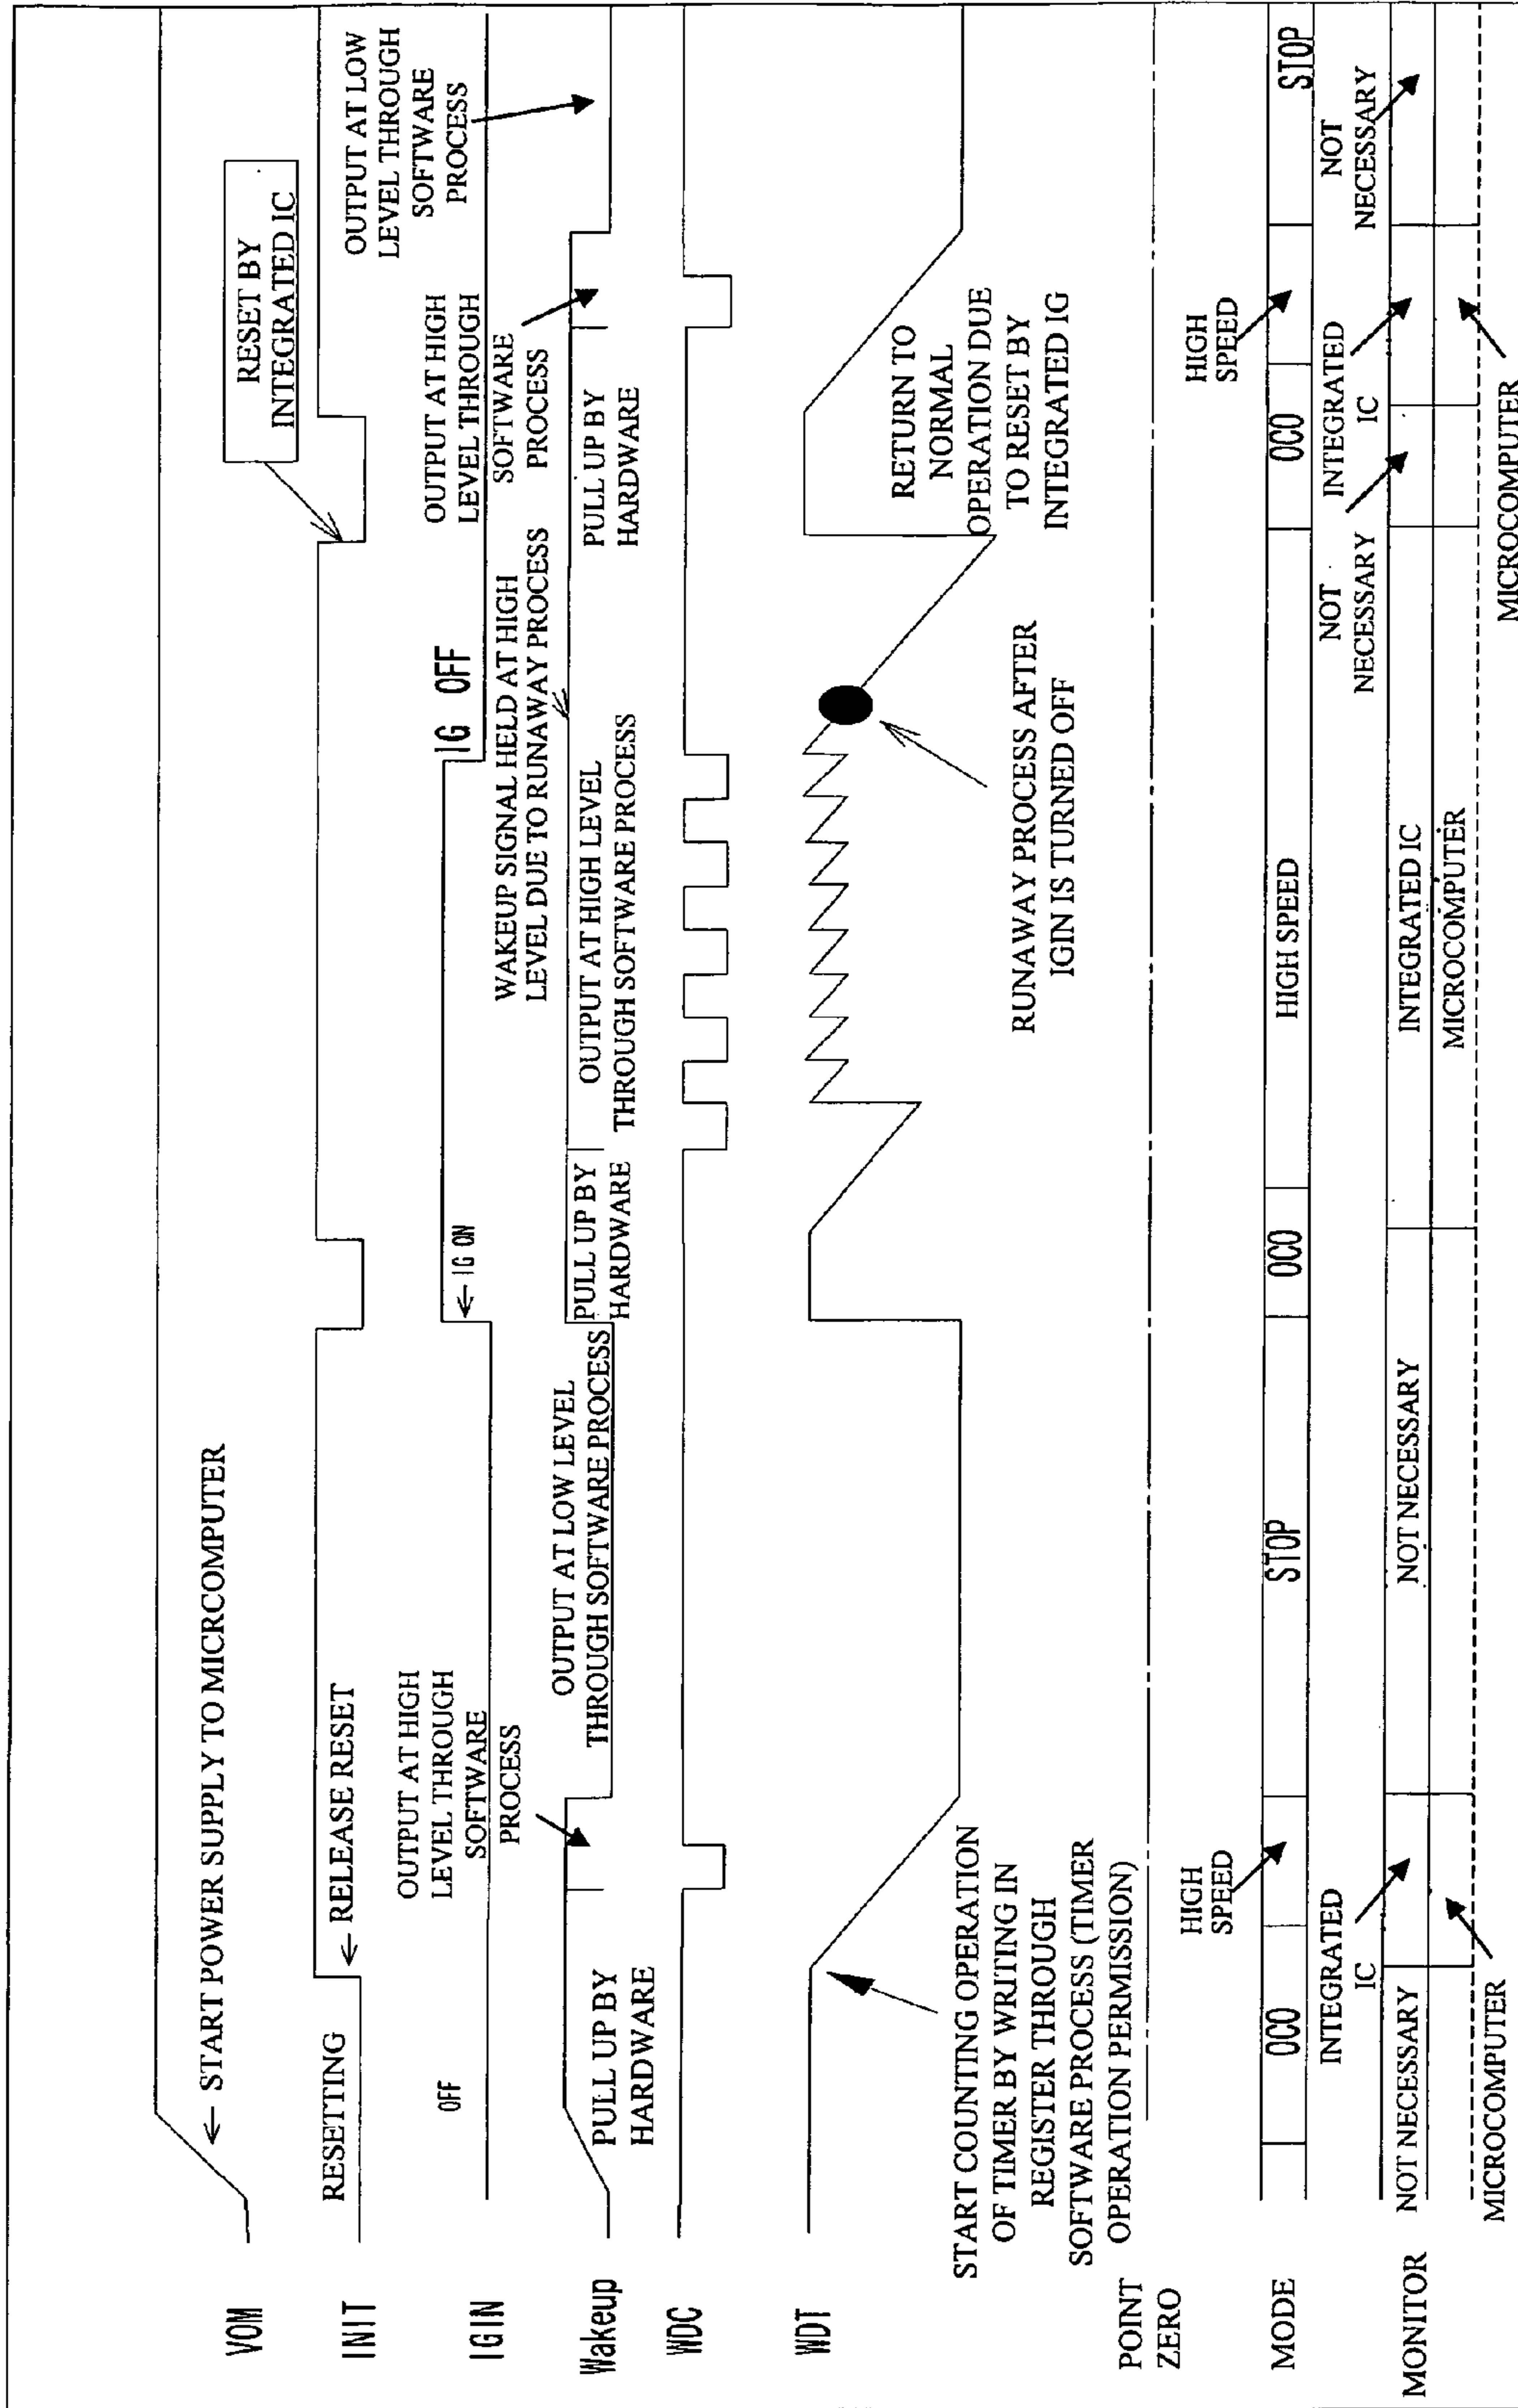 VOM
← START POWER SUPPLY TO MICRCOMPUTER
RESET BY
INTEGRATED IC
INIT
RESETTING
← RELEASE RESET
OUTPUT AT LOW
LEVEL THROUGH
SOFTWARE
PROCESS
IGIN
OFF
OUTPUT AT HIGH
LEVEL THROUGH
SOFTWARE
PROCESS
← IG ON
IG OFF
OUTPUT AT HIGH
LEVEL THROUGH
SOFTWARE
PROCESS
WAKEUP SIGNAL HELD AT HIGH
LEVEL DUE TO RUNAWAY PROCESS
Wakeup
PULL UP BY
HARDWARE
OUTPUT AT LOW LEVEL
THROUGH SOFTWARE PROCESS
PULL UP BY
HARDWARE
OUTPUT AT HIGH LEVEL
THROUGH SOFTWARE PROCESS
PULL UP BY
HARDWARE
WDC
WDT
START COUNTING OPERATION
OF TIMER BY WRITING IN
REGISTER THROUGH
SOFTWARE PROCESS (TIMER
OPERATION PERMISSION)
RUNAWAY PROCESS AFTER
IGIN IS TURNED OFF
RETURN TO
NORMAL
OPERATION DUE
TO RESET BY
INTEGRATED IG
POINT
ZERO
HIGH
SPEED
HIGH
SPEED
MODE
OCO
STOP
OCO
HIGH SPEED
OCO
STOP
INTEGRATED
IC
NOT
NECESSARY
INTEGRATED
IC
NOT
NECESSARY
MONITOR
NOT NECESSARY
NOT NECESSARY
INTEGRATED IC
MICROCOMPUTER
MICROCOMPUTER
MICROCOMPUTER